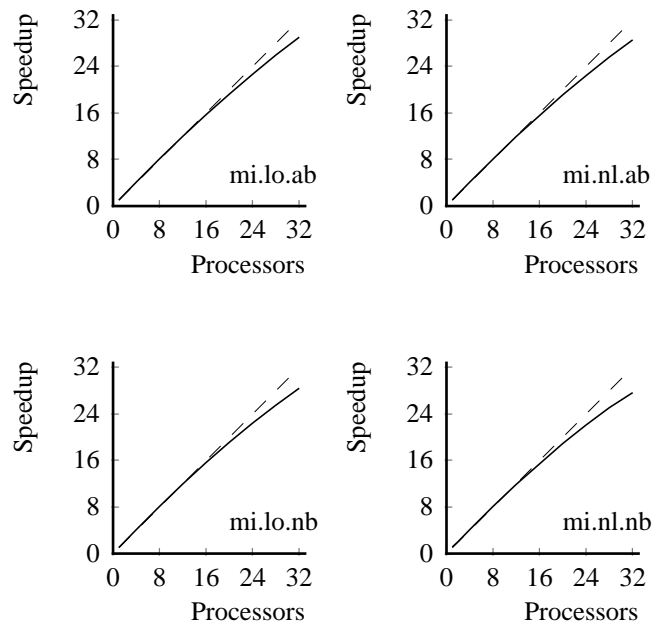 32
24
16
8
0
Speedup
0 8 16 24 32
Processors
mi.lo.ab
32
24
16
8
0
Speedup
0 8 16 24 32
Processors
mi.nl.ab
32
24
16
8
0
Speedup
0 8 16 24 32
Processors
mi.lo.nb
32
24
16
8
0
Speedup
0 8 16 24 32
Processors
mi.nl.nb